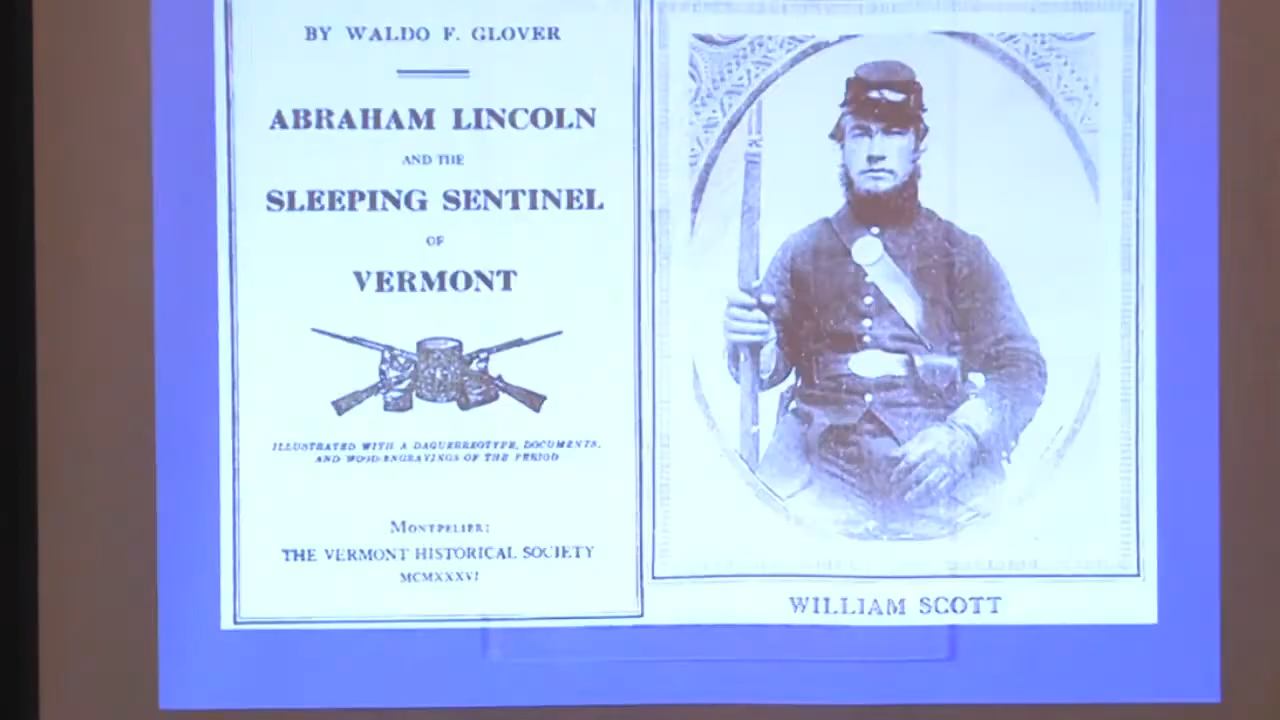 BY WALDO F. GLOVER
ABRAHAM LINCOLN
AND THE
SLEEPING SENTINEL
OF
VERMONT
ILLUSTRATED WITH A DAGUERREOTYPE, DOCUMENTS,
AND WOOD-ENGRAVINGS OF THE PERIOD
MONTPELIER:
THE VERMONT HISTORICAL SOCIETY
MCMXXXVI
WILLIAM SCOTT